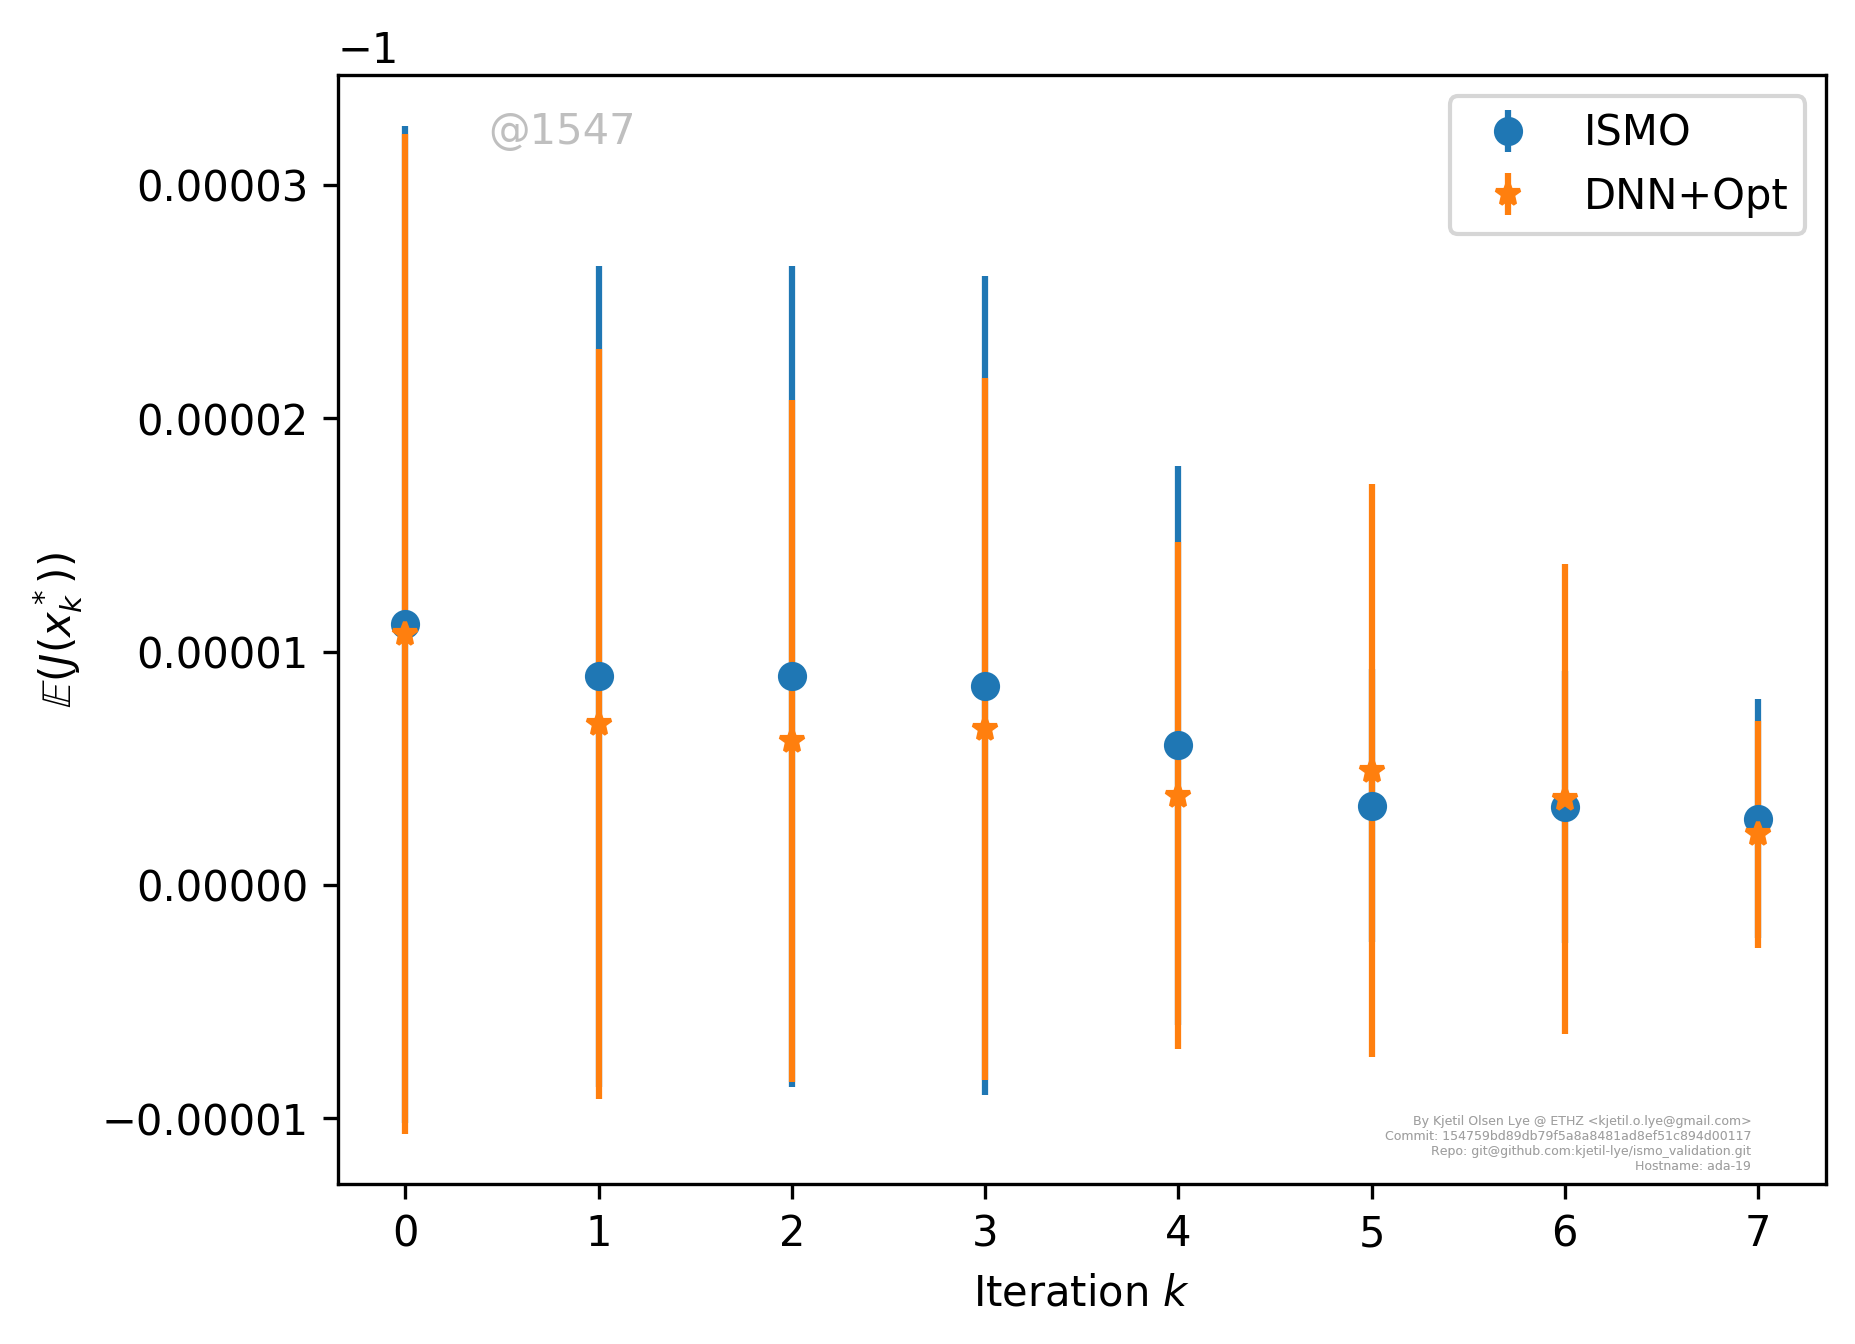 −1
@1547
ISMO
DNN+Opt
0.00003
0.00002
0.00001
0.00000
−0.00001
𝔼(J(x*k))
By Kjetil Olsen Lye @ ETHZ <kjetil.o.lye@gmail.com>
Commit: 154759bd89db79f5a8a8481ad8ef51c894d00117
Repo: git@github.com:kjetil-lye/ismo_validation.git
Hostname: ada-19
0 1 2 3 4 5 6 7
Iteration k